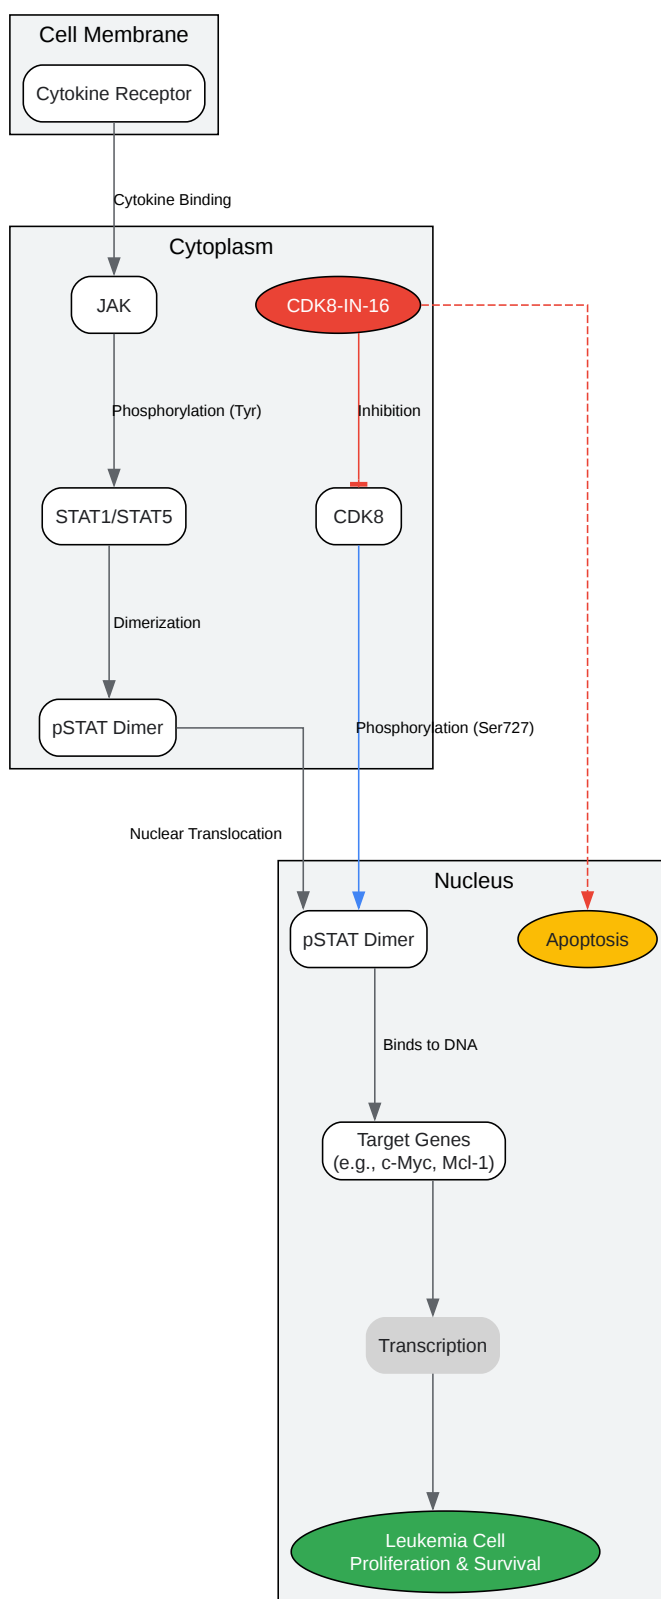 Cell Membrane
Cytokine Receptor
Cytokine Binding
Cytoplasm
JAK
CDK8-IN-16
Phosphorylation (Tyr)
Inhibition
STAT1/STAT5
CDK8
Dimerization
pSTAT Dimer
Phosphorylation (Ser727)
Nuclear Translocation
Nucleus
pSTAT Dimer
Apoptosis
Binds to DNA
Target Genes
(e.g., c-Myc, Mcl-1)
Transcription
Leukemia Cell
Proliferation & Survival